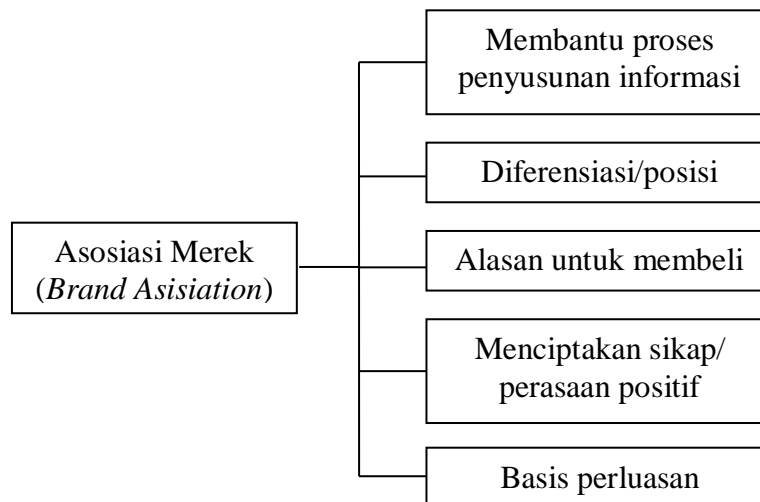 Membantu proses
penyusunan informasi
Diferensiasi/posisi
Asosiasi Merek
(Brand Asisiation)
Alasan untuk membeli
Menciptakan sikap/
perasaan positif
Basis perluasan